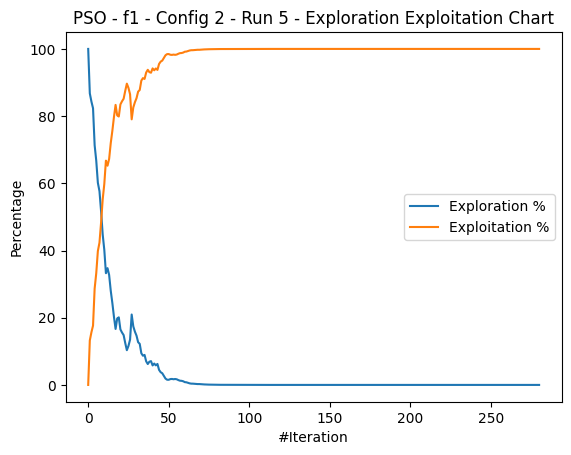 PSO - f1 - Config 2 - Run 5 - Exploration Exploitation Chart
100
80
60
40
20
0
Percentage
Exploration %
Exploitation %
0 50 100 150 200 250
#Iteration